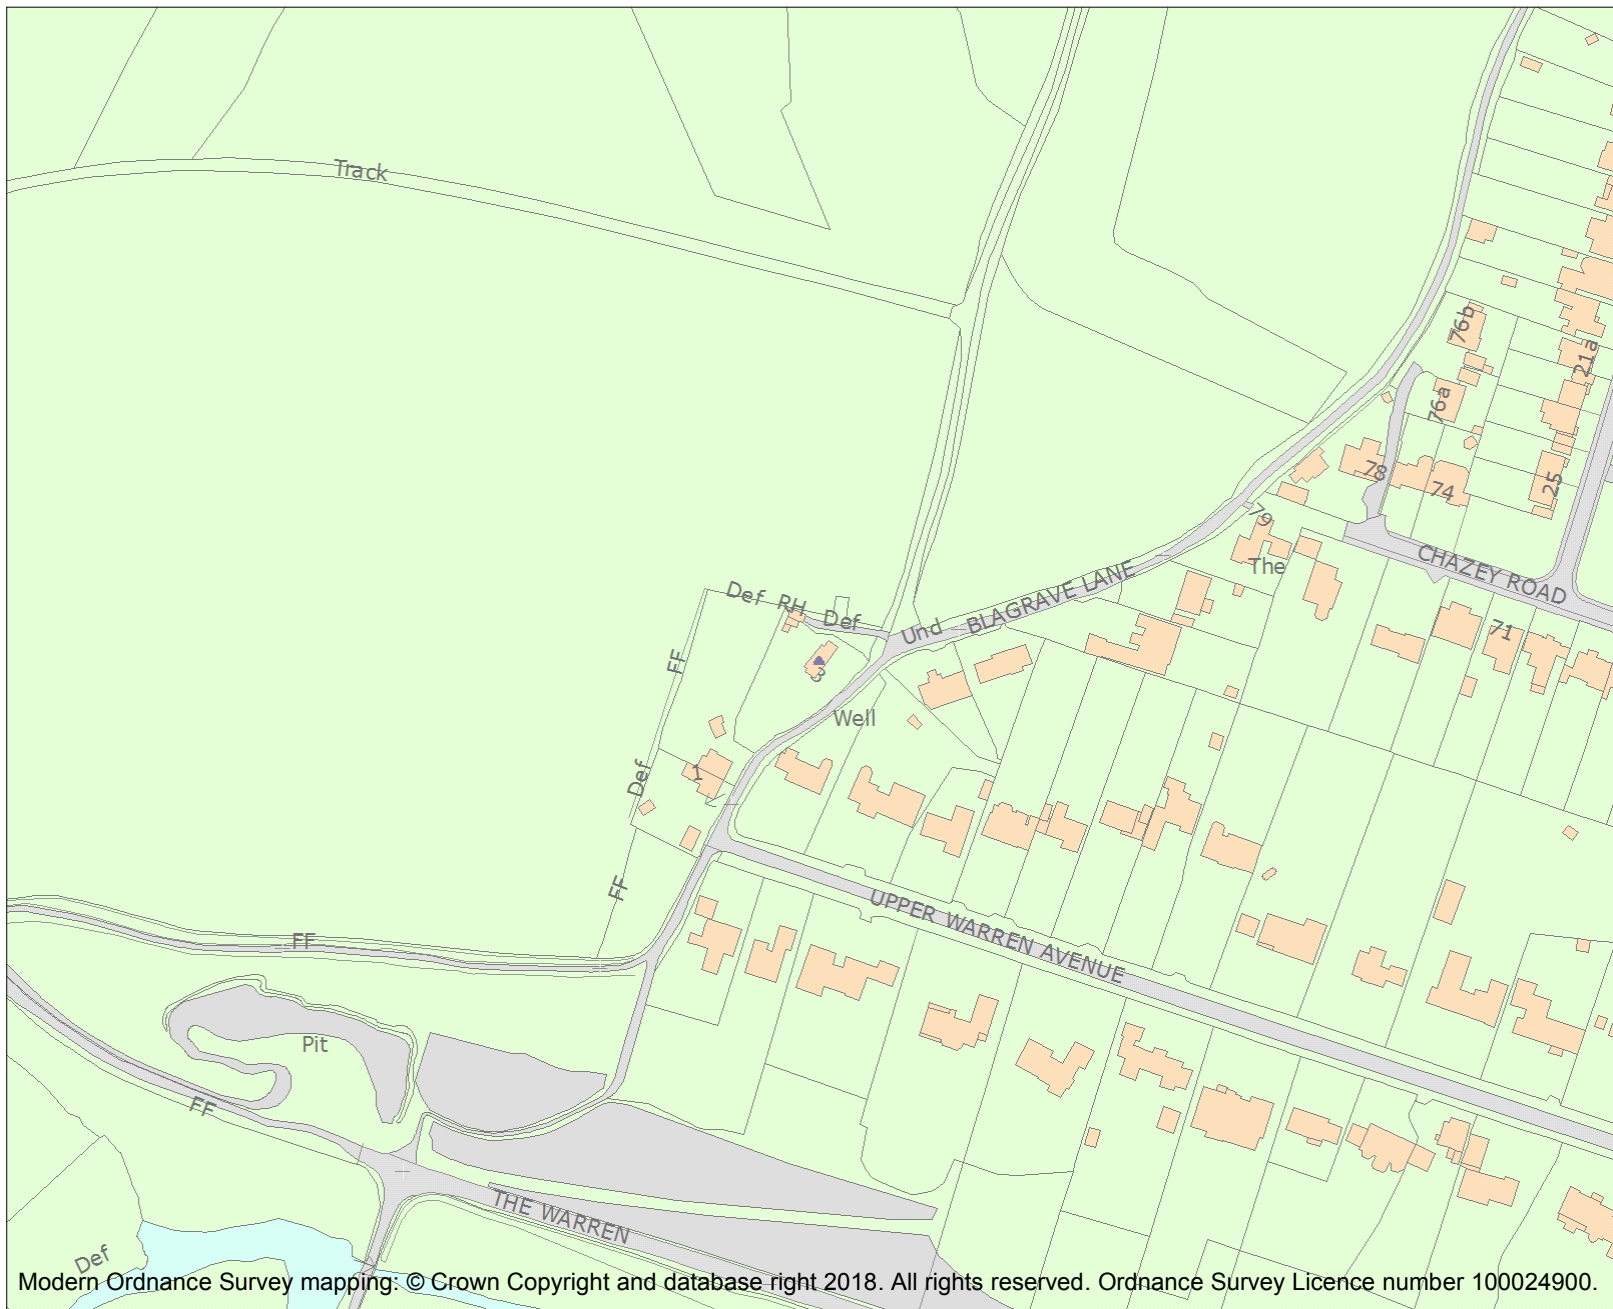 Track
76b
21a
76a
78
74
25
79
The
CHAZEY ROAD
Def RH Def
Und
BLAGRAVE LANE
71
FF
3
Well
Def
1
FF
UPPER WARREN AVENUE
FF
Pit
FF
THE WARREN
Def
Modern Ordnance Survey mapping: © Crown Copyright and database right 2018. All rights reserved. Ordnance Survey Licence number 100024900.